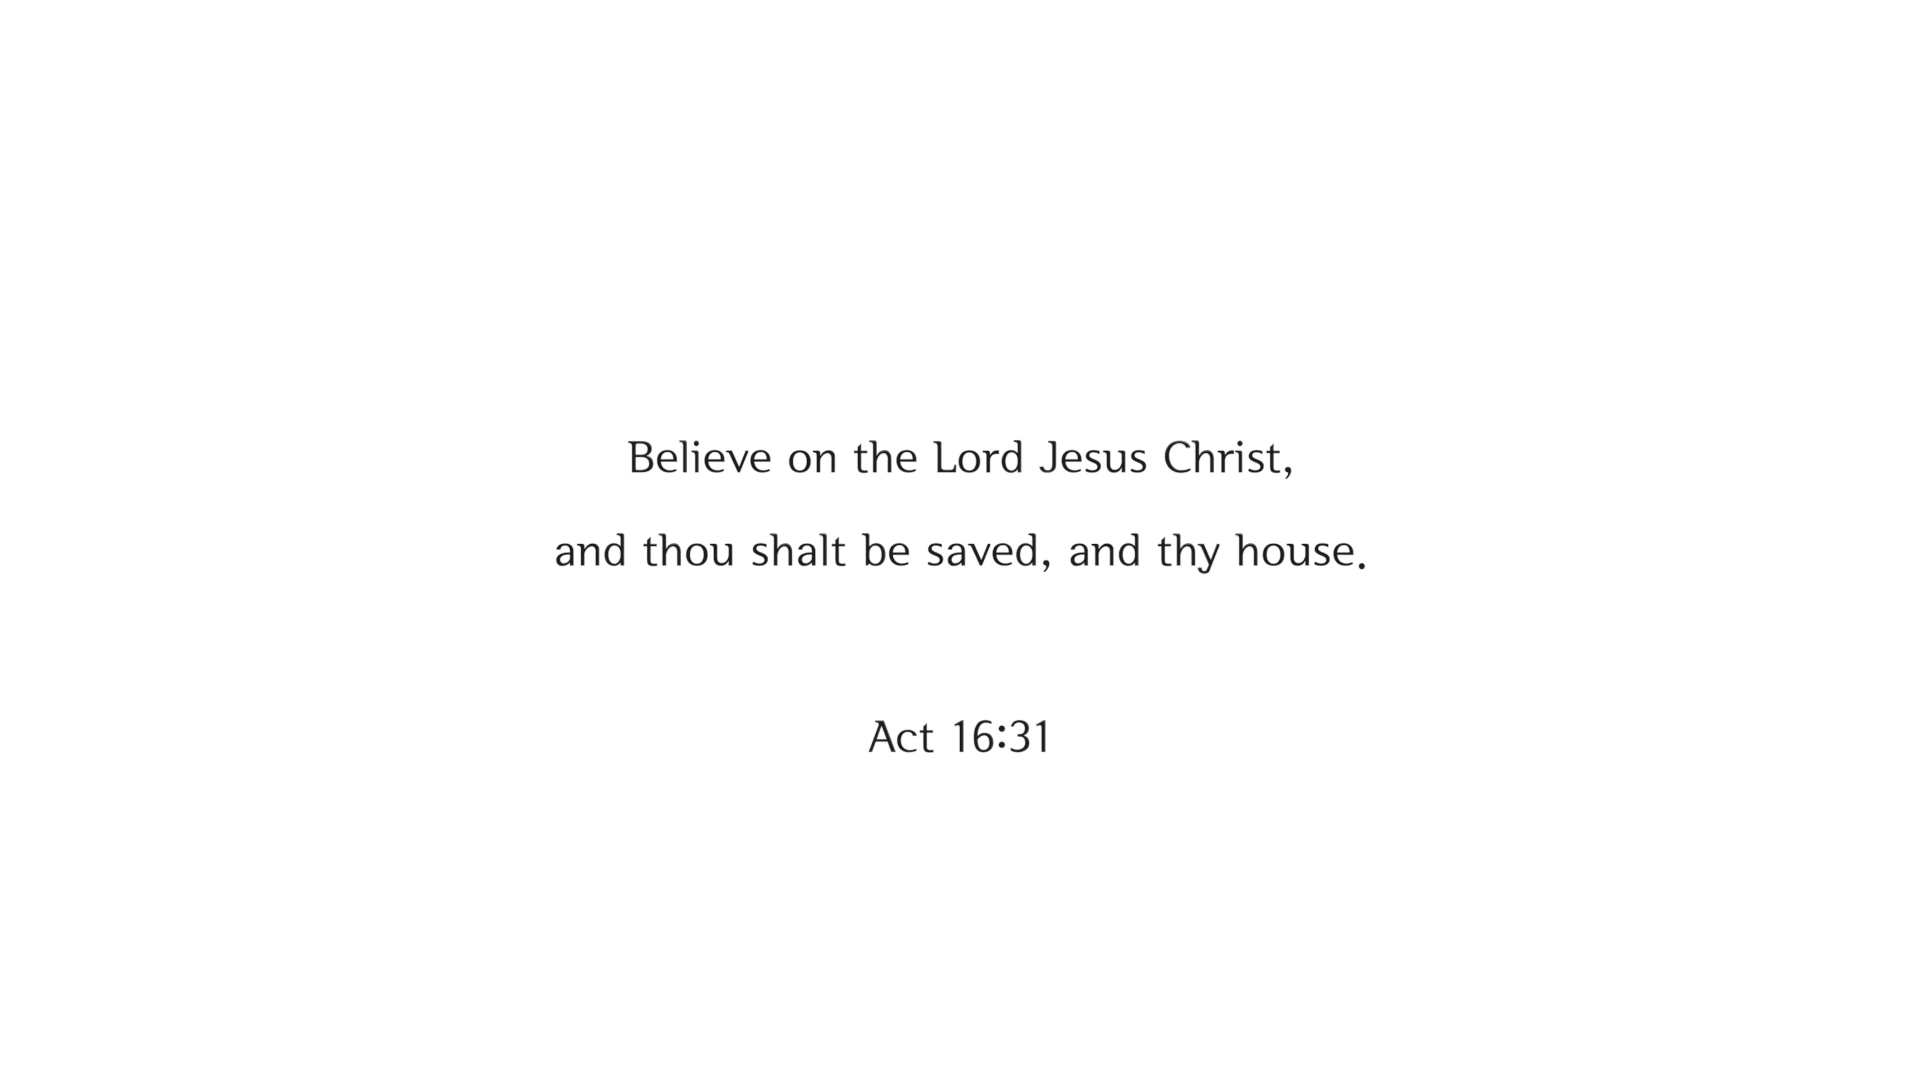 Believe on the Lord Jesus Christ,
and thou shalt be saved, and thy house.
Act 16:31